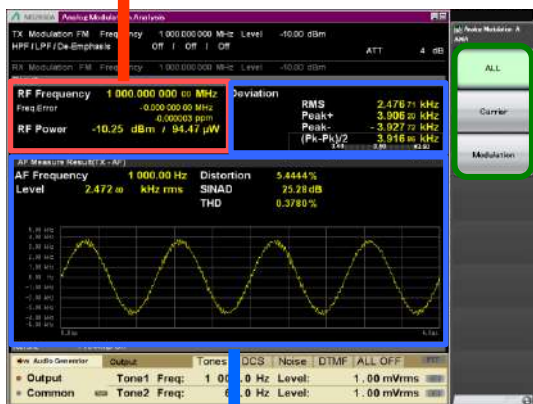 Analog Modulation Analysis
TX Modulation FM Frequency 1 000.000 000 MHz Level -10.00 dBm
HPF / LPF / De-Emphasis Off / Off / Off
ATT 4 dB
RX Modulation FM Frequency 1 000.000 000 MHz Level -10.00 dBm
RF Frequency 1 000.000 000 00 MHz
Freq.Error -0.000 000 00 MHz
-0.000003 ppm
RF Power -10.25 dBm / 94.47 µW
Deviation
RMS 2.476 71 kHz
Peak+ 3.906 20 kHz
Peak- -3.927 72 kHz
(Pk-Pk)/2 3.916 96 kHz
AF Measure Result(TX - AF)
AF Frequency 1 000.00 Hz Distortion 5.4444%
Level kHz rms SINAD 25.28 dB
THD 0.3780%
Audio Generator Output Tones DCS Noise DTMF ALL OFF
Output Tone1 Freq: Level: 1.00 mVrms
Common Tone2 Freq: Level: 1.00 mVrms
ALL
Carrier
Modulation